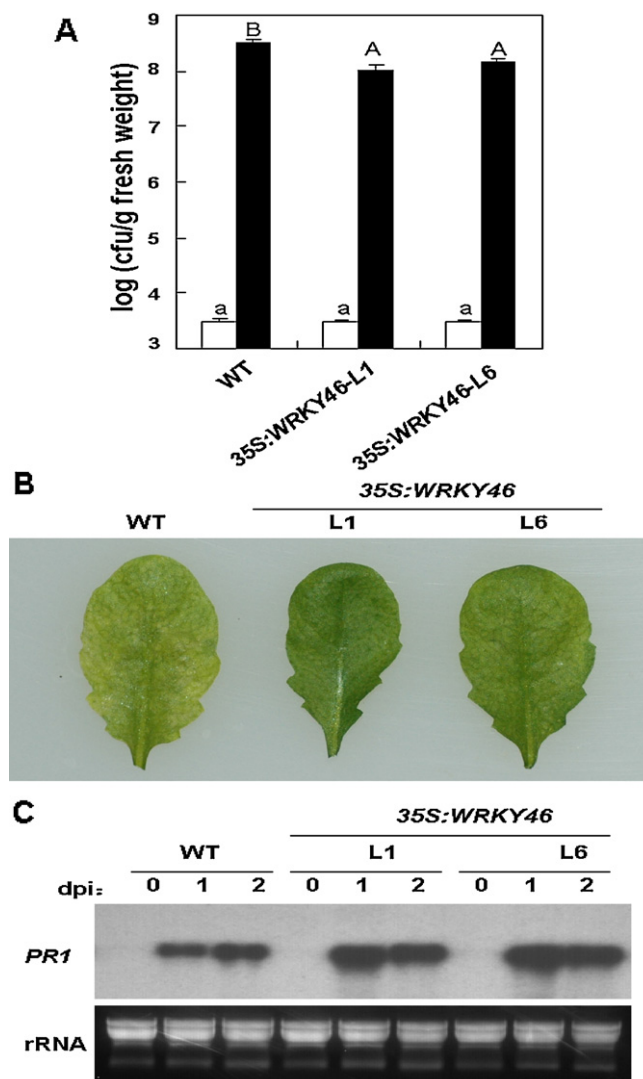 A
log (cfu/g fresh weight)
9
8
7
6
5
4
3
B
A
A
a
a
a
WT
35S:WRKY46-L1
35S:WRKY46-L6
B
35S:WRKY46
WT
L1
L6
C
35S:WRKY46
WT
L1
L6
dpi: 0 1 2 0 1 2 0 1 2
PR1
rRNA